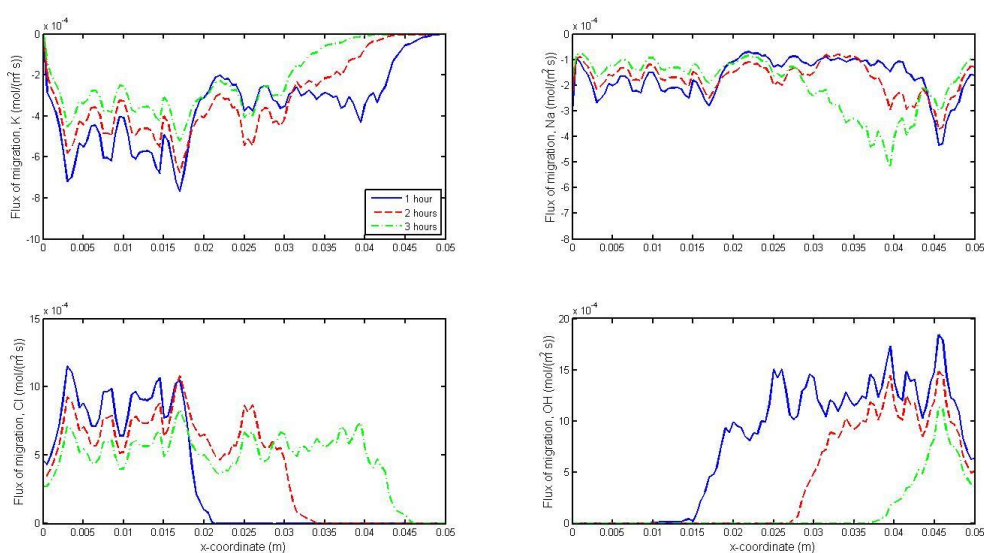 x 10⁻⁴
0
-2
-4
-6
-8
-10
Flux of migration, K (mol/(m² s))
0 0.005 0.01 0.015 0.02 0.025 0.03 0.035 0.04 0.045 0.05
1 hour
2 hours
3 hours
x 10⁻⁴
0
-1
-2
-3
-4
-5
-6
-7
-8
Flux of migration, Na (mol/(m² s))
0 0.005 0.01 0.015 0.02 0.025 0.03 0.035 0.04 0.045 0.05
x 10⁻⁴
15
10
5
0
Flux of migration, Cl (mol/(m² s))
0 0.005 0.01 0.015 0.02 0.025 0.03 0.035 0.04 0.045 0.05
x-coordinate (m)
x 10⁻⁴
20
15
10
5
0
Flux of migration, OH (mol/(m² s))
0 0.005 0.01 0.015 0.02 0.025 0.03 0.035 0.04 0.045 0.05
x-coordinate (m)